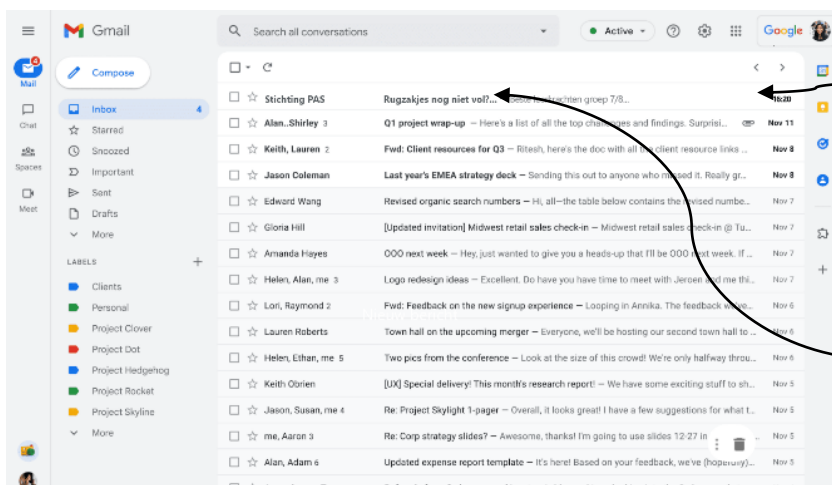 Gmail
Search all conversations
Active
Google
4
Mail
Compose
Chat
Inbox 4
Starred
Spaces
Snoozed
Important
Meet
Sent
Drafts
More
LABELS
Clients
Personal
Project Clover
Project Dot
Project Hedgehog
Project Rocket
Project Skyline
More
Stichting PAS Rugzakjes nog niet vol?... groep 7/8... 16:20
Alan..Shirley 3 Q1 project wrap-up – Here's a list of all the top challenges and findings. Surprisi... Nov 11
Keith, Lauren 2 Fwd: Client resources for Q3 – Ritesh, here's the doc with all the client resource links ... Nov 8
Jason Coleman Last year's EMEA strategy deck – Sending this out to anyone who missed it. Really gr... Nov 8
Edward Wang Revised organic search numbers – Hi, all—the table below contains the revised numbe... Nov 7
Gloria Hill [Updated invitation] Midwest retail sales check-in – Midwest retail sales check-in @ Tu... Nov 7
Amanda Hayes OOO next week – Hey, just wanted to give you a heads-up that I'll be OOO next week. If ... Nov 7
Helen, Alan, me 3 Logo redesign ideas – Excellent. Do have you have time to meet with Jeroen and me thi... Nov 7
Lori, Raymond 2 Fwd: Feedback on the new signup experience – Looping in Annika. The feedback we've... Nov 6
Lauren Roberts Town hall on the upcoming merger – Everyone, we'll be hosting our second town hall to ... Nov 6
Helen, Ethan, me 5 Two pics from the conference – Look at the size of this crowd! We're only halfway throu... Nov 6
Keith Obrien [UX] Special delivery! This month's research report! – We have some exciting stuff to sh... Nov 5
Jason, Susan, me 4 Re: Project Skylight 1-pager – Overall, it looks great! I have a few suggestions for what t... Nov 5
me, Aaron 3 Re: Corp strategy slides? – Awesome, thanks! I'm going to use slides 12-27 in ... Nov 5
Alan, Adam 6 Updated expense report template – It's here! Based on your feedback, we've (hopefully)... Nov 5